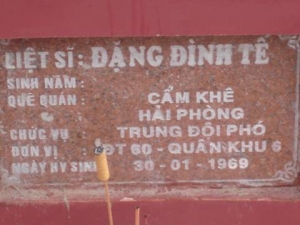 LIỆT SĨ : ĐẶNG ĐÌNH TÊ
SINH NĂM :
QUÊ QUÁN : CẨM KHÊ
HẢI PHÒNG
CHỨC VỤ TRUNG ĐỘI PHÓ
ĐƠN VỊ : ĐT 60 - QUÂN KHU 6
NGÀY HY SINH 30 - 01 - 1969